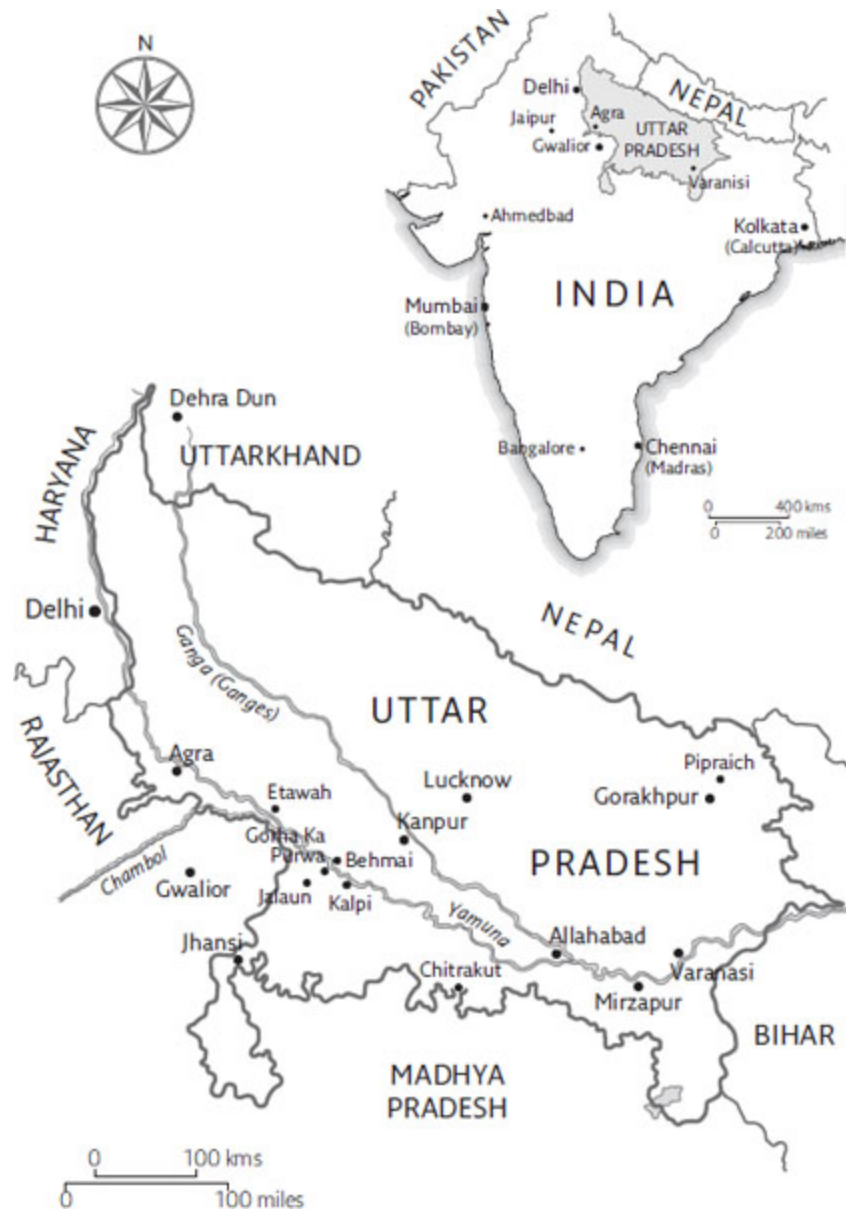 N
PAKISTAN
Delhi
NEPAL
Jaipur
Agra
UTTAR
PRADESH
Gwalior
Varanisi
Ahmedbad
Kolkata
(Calcutta)
INDIA
Mumbai
(Bombay)
Bangalore
Chennai
(Madras)
0 400 kms
0 200 miles
Dehra Dun
UTTARKHAND
HARYANA
Delhi
NEPAL
Ganga (Ganges)
UTTAR
RAJASTHAN
Agra
Etawah
Lucknow
Pipraich
Gorakhpur
Gorha Ka
Purwa
Behmai
Kanpur
PRADESH
Chambol
Gwalior
Jalaun
Kalpi
Yamuna
Jhansi
Allahabad
Varanasi
Chitrakut
Mirzapur
BIHAR
MADHYA
PRADESH
0 100 kms
0 100 miles